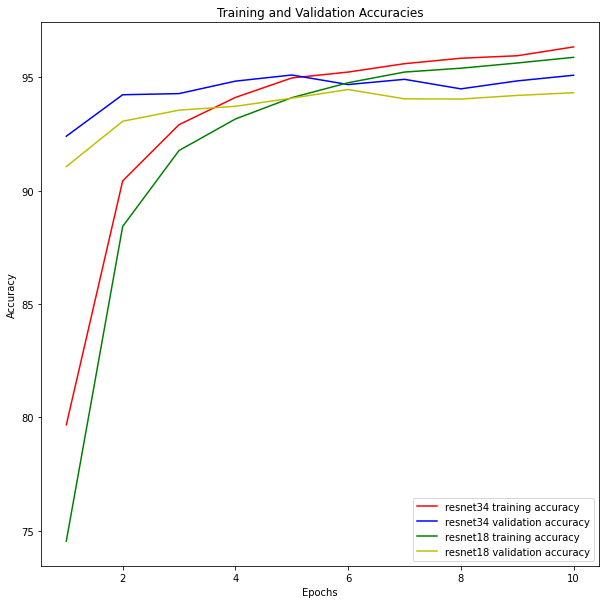 Training and Validation Accuracies
Accuracy
95
90
85
80
75
resnet34 training accuracy
resnet34 validation accuracy
resnet18 training accuracy
resnet18 validation accuracy
2
4
6
8
10
Epochs